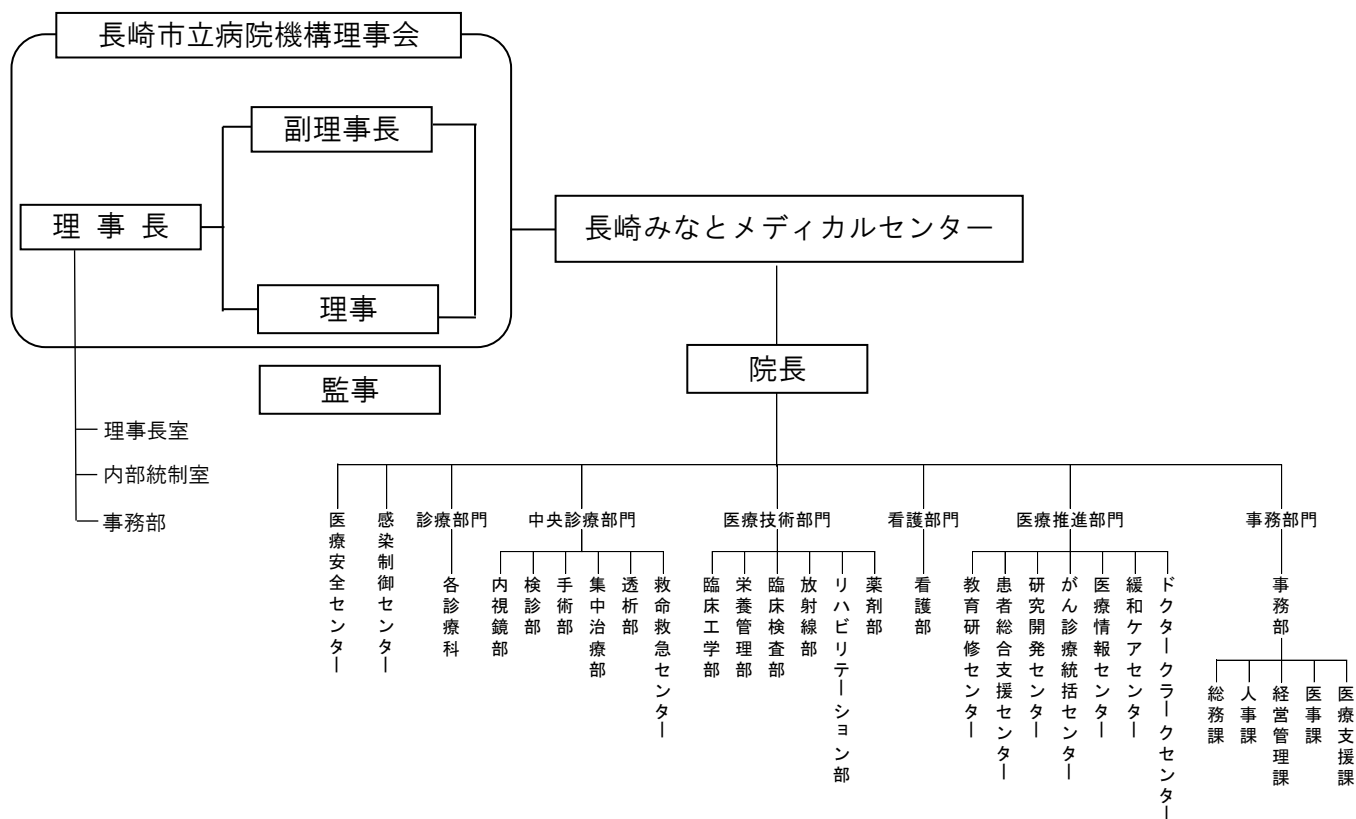 長崎市立病院機構理事会
副理事長
理事長
理事
監事
理事長室
内部統制室
事務部
長崎みなとメディカルセンター
院長
医療安全センター
感染制御センター
診療部門
各診療科
中央診療部門
内視鏡部
検診部
手術部
集中治療部
透析部
救命救急センター
医療技術部門
臨床工学部
栄養管理部
臨床検査部
放射線部
リハビリテーション部
薬剤部
看護部門
看護部
医療推進部門
教育研修センター
患者総合支援センター
研究開発センター
がん診療統括センター
医療情報センター
緩和ケアセンター
ドクタークラークセンター
事務部門
事務部
総務課
人事課
経営管理課
医事課
医療支援課